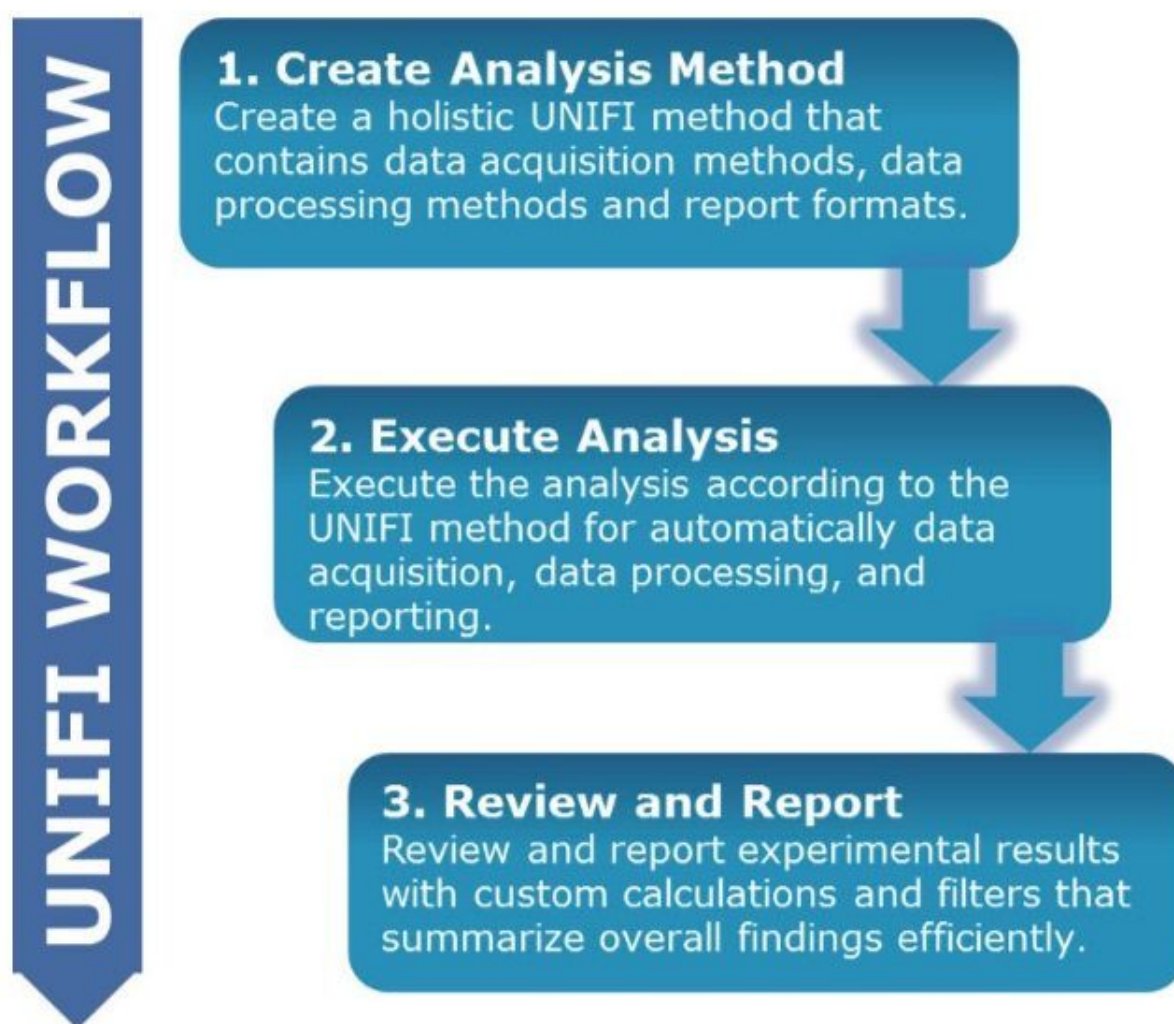 UNIFI WORKFLOW
1. Create Analysis Method
Create a holistic UNIFI method that
contains data acquisition methods, data
processing methods and report formats.
2. Execute Analysis
Execute the analysis according to the
UNIFI method for automatically data
acquisition, data processing, and
reporting.
3. Review and Report
Review and report experimental results
with custom calculations and filters that
summarize overall findings efficiently.